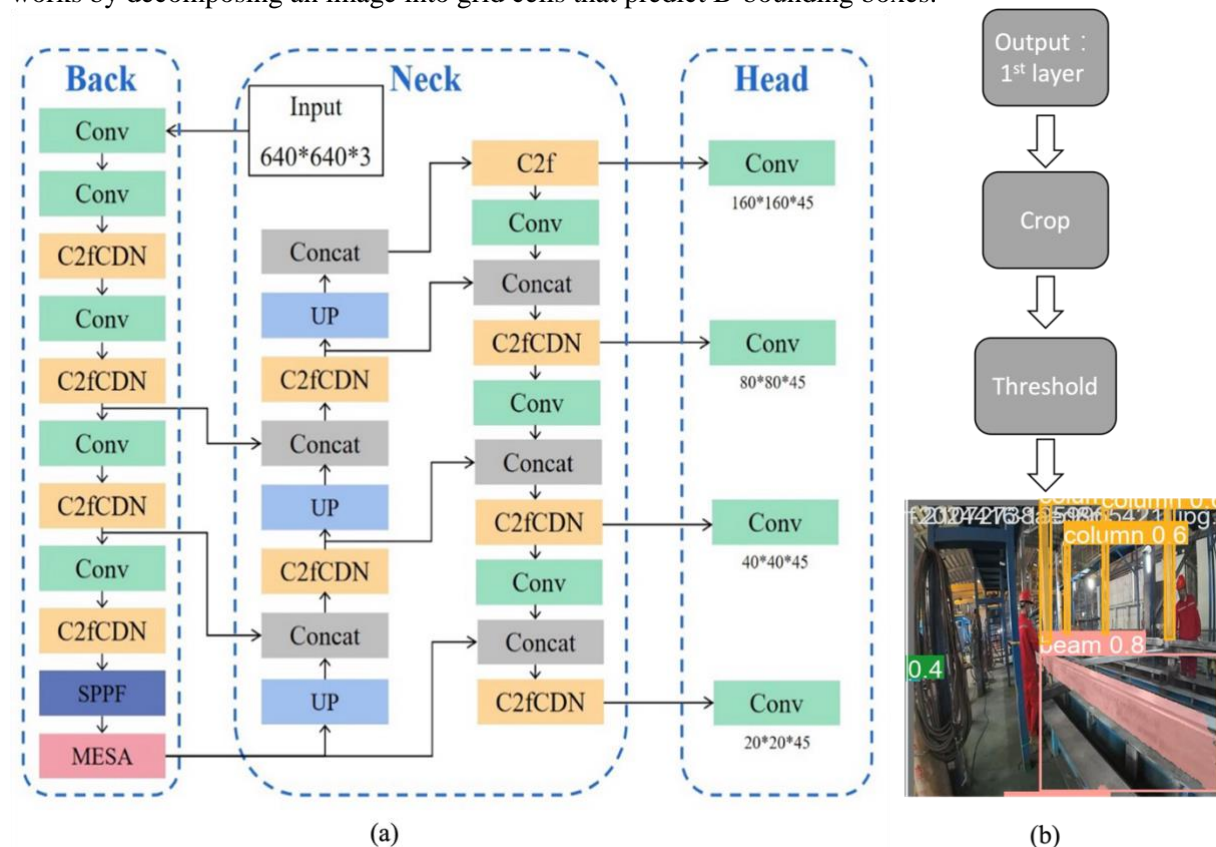 works by decomposing an image into grid cells that predict B bounding boxes.
Back
Conv
Conv
C2fCDN
Conv
C2fCDN
Conv
C2fCDN
Conv
C2fCDN
SPPF
MESA
Neck
Input
640*640*3
Concat
UP
C2fCDN
Concat
UP
C2fCDN
Concat
UP
C2f
Conv
Concat
C2fCDN
Conv
Concat
C2fCDN
Conv
Concat
C2fCDN
Head
Conv
160*160*45
Conv
80*80*45
Conv
40*40*45
Conv
20*20*45
(a)
Output :
1st layer
Crop
Threshold
column 0.6
beam 0.8
0.4
(b)